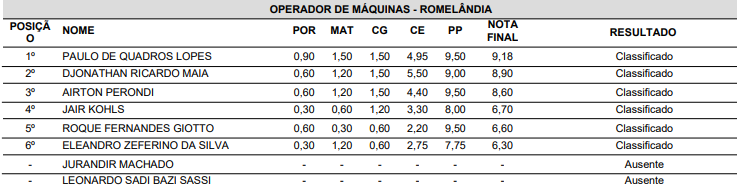 OPERADOR DE MÁQUINAS - ROMELÂNDIA
POSIÇÃO NOME POR MAT CG CE PP NOTA FINAL RESULTADO
1º PAULO DE QUADROS LOPES 0,90 1,50 1,50 4,95 9,50 9,18 Classificado
2º DJONATHAN RICARDO MAIA 0,60 1,20 1,50 5,50 9,00 8,90 Classificado
3º AIRTON PERONDI 0,60 1,20 1,50 4,40 9,50 8,60 Classificado
4º JAIR KOHLS 0,30 0,60 1,20 3,30 8,00 6,70 Classificado
5º ROQUE FERNANDES GIOTTO 0,60 0,30 0,60 2,20 9,50 6,60 Classificado
6º ELEANDRO ZEFERINO DA SILVA 0,30 1,20 0,60 2,75 7,75 6,30 Classificado
- JURANDIR MACHADO - - - - - - Ausente
- LEONARDO SADI BAZI SASSI - - - - - - Ausente